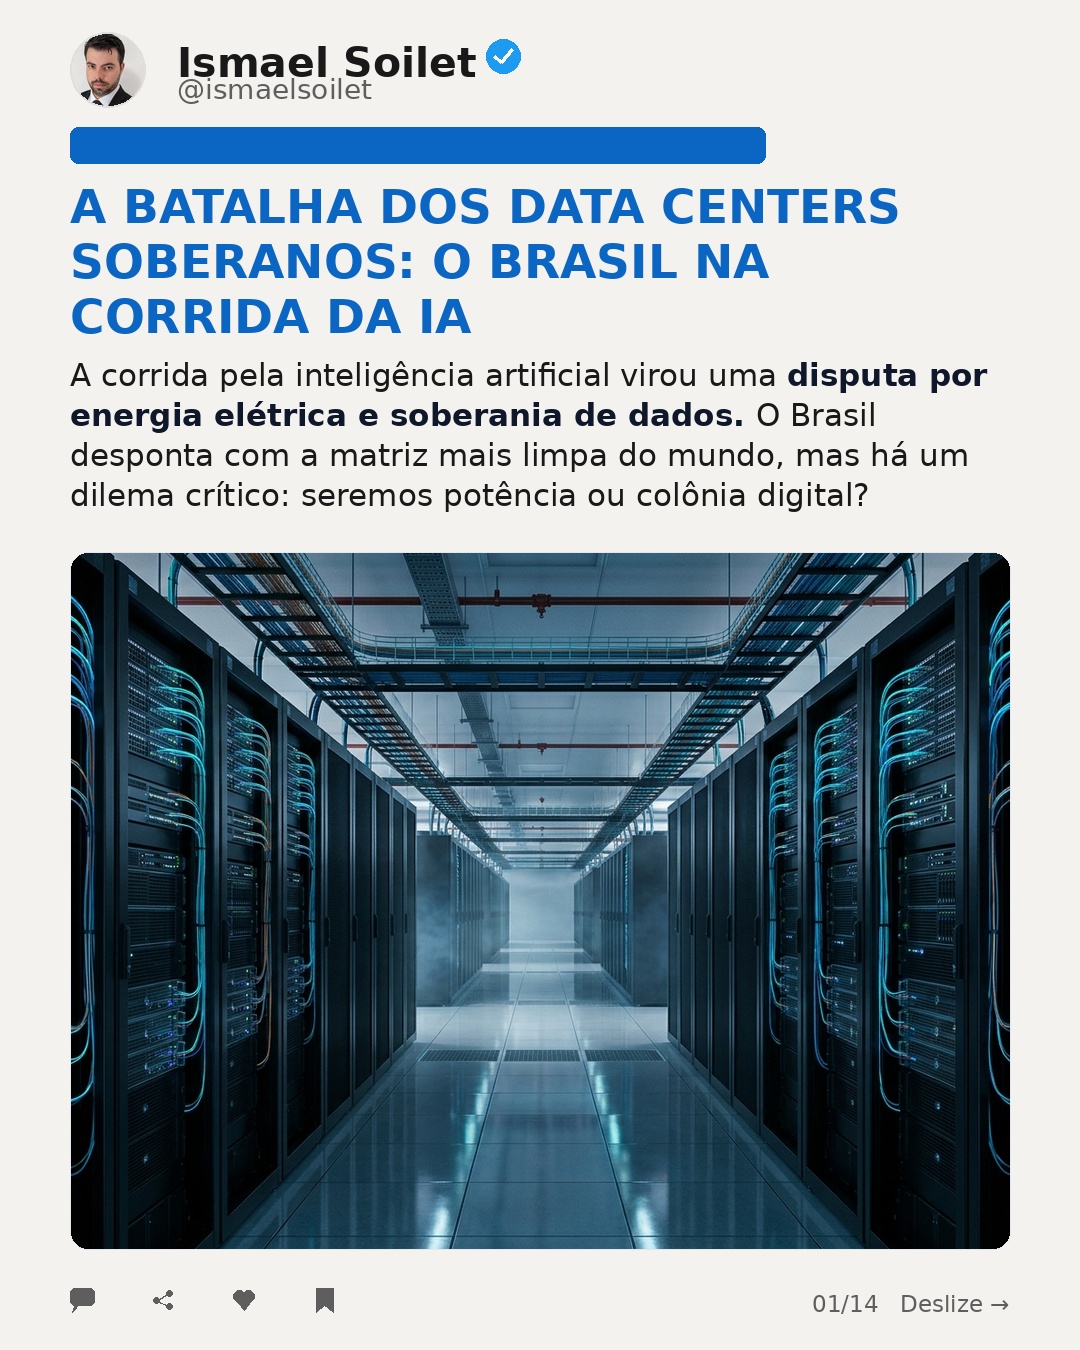 Ismael Soilet
@ismaelsoilet
A BATALHA DOS DATA CENTERS
SOBERANOS: O BRASIL NA
CORRIDA DA IA
A corrida pela inteligência artificial virou uma disputa por
energia elétrica e soberania de dados. O Brasil
desponta com a matriz mais limpa do mundo, mas há um
dilema crítico: seremos potência ou colônia digital?
01/14 Deslize →